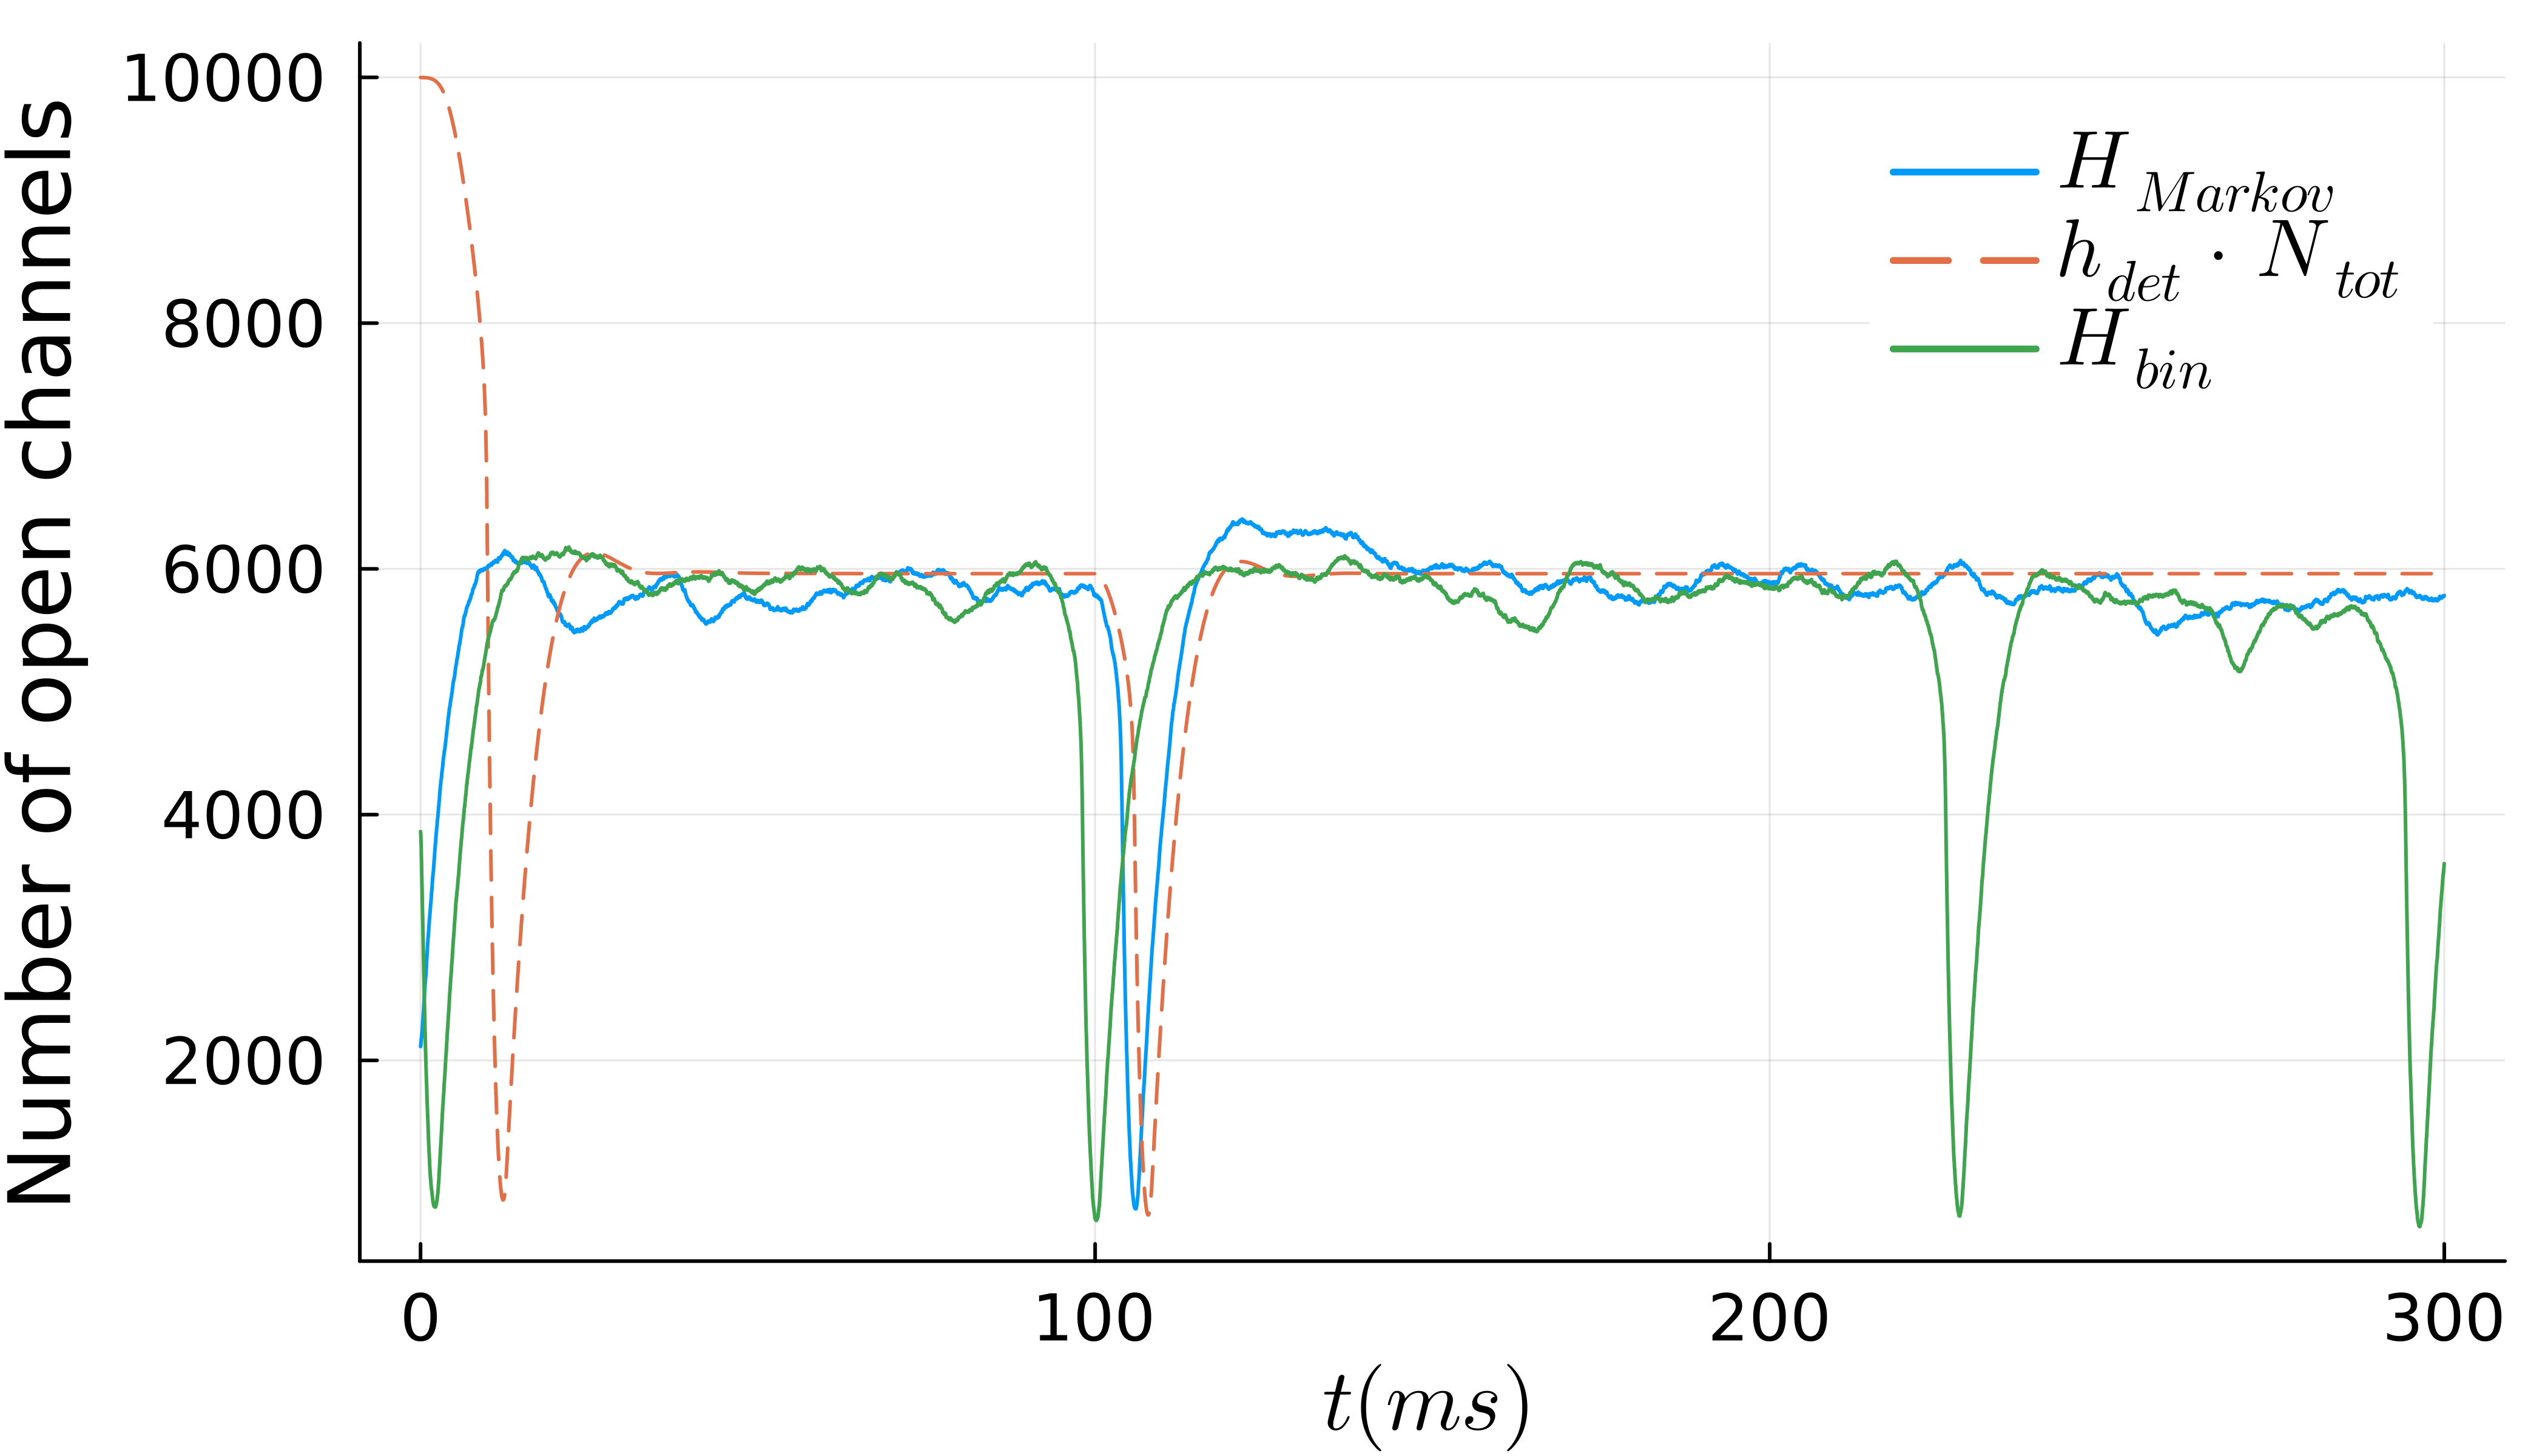 Number of open channels
10000
8000
6000
4000
2000
H_Markov
h_det · N_tot
H_bin
0 100 200 300
t(ms)